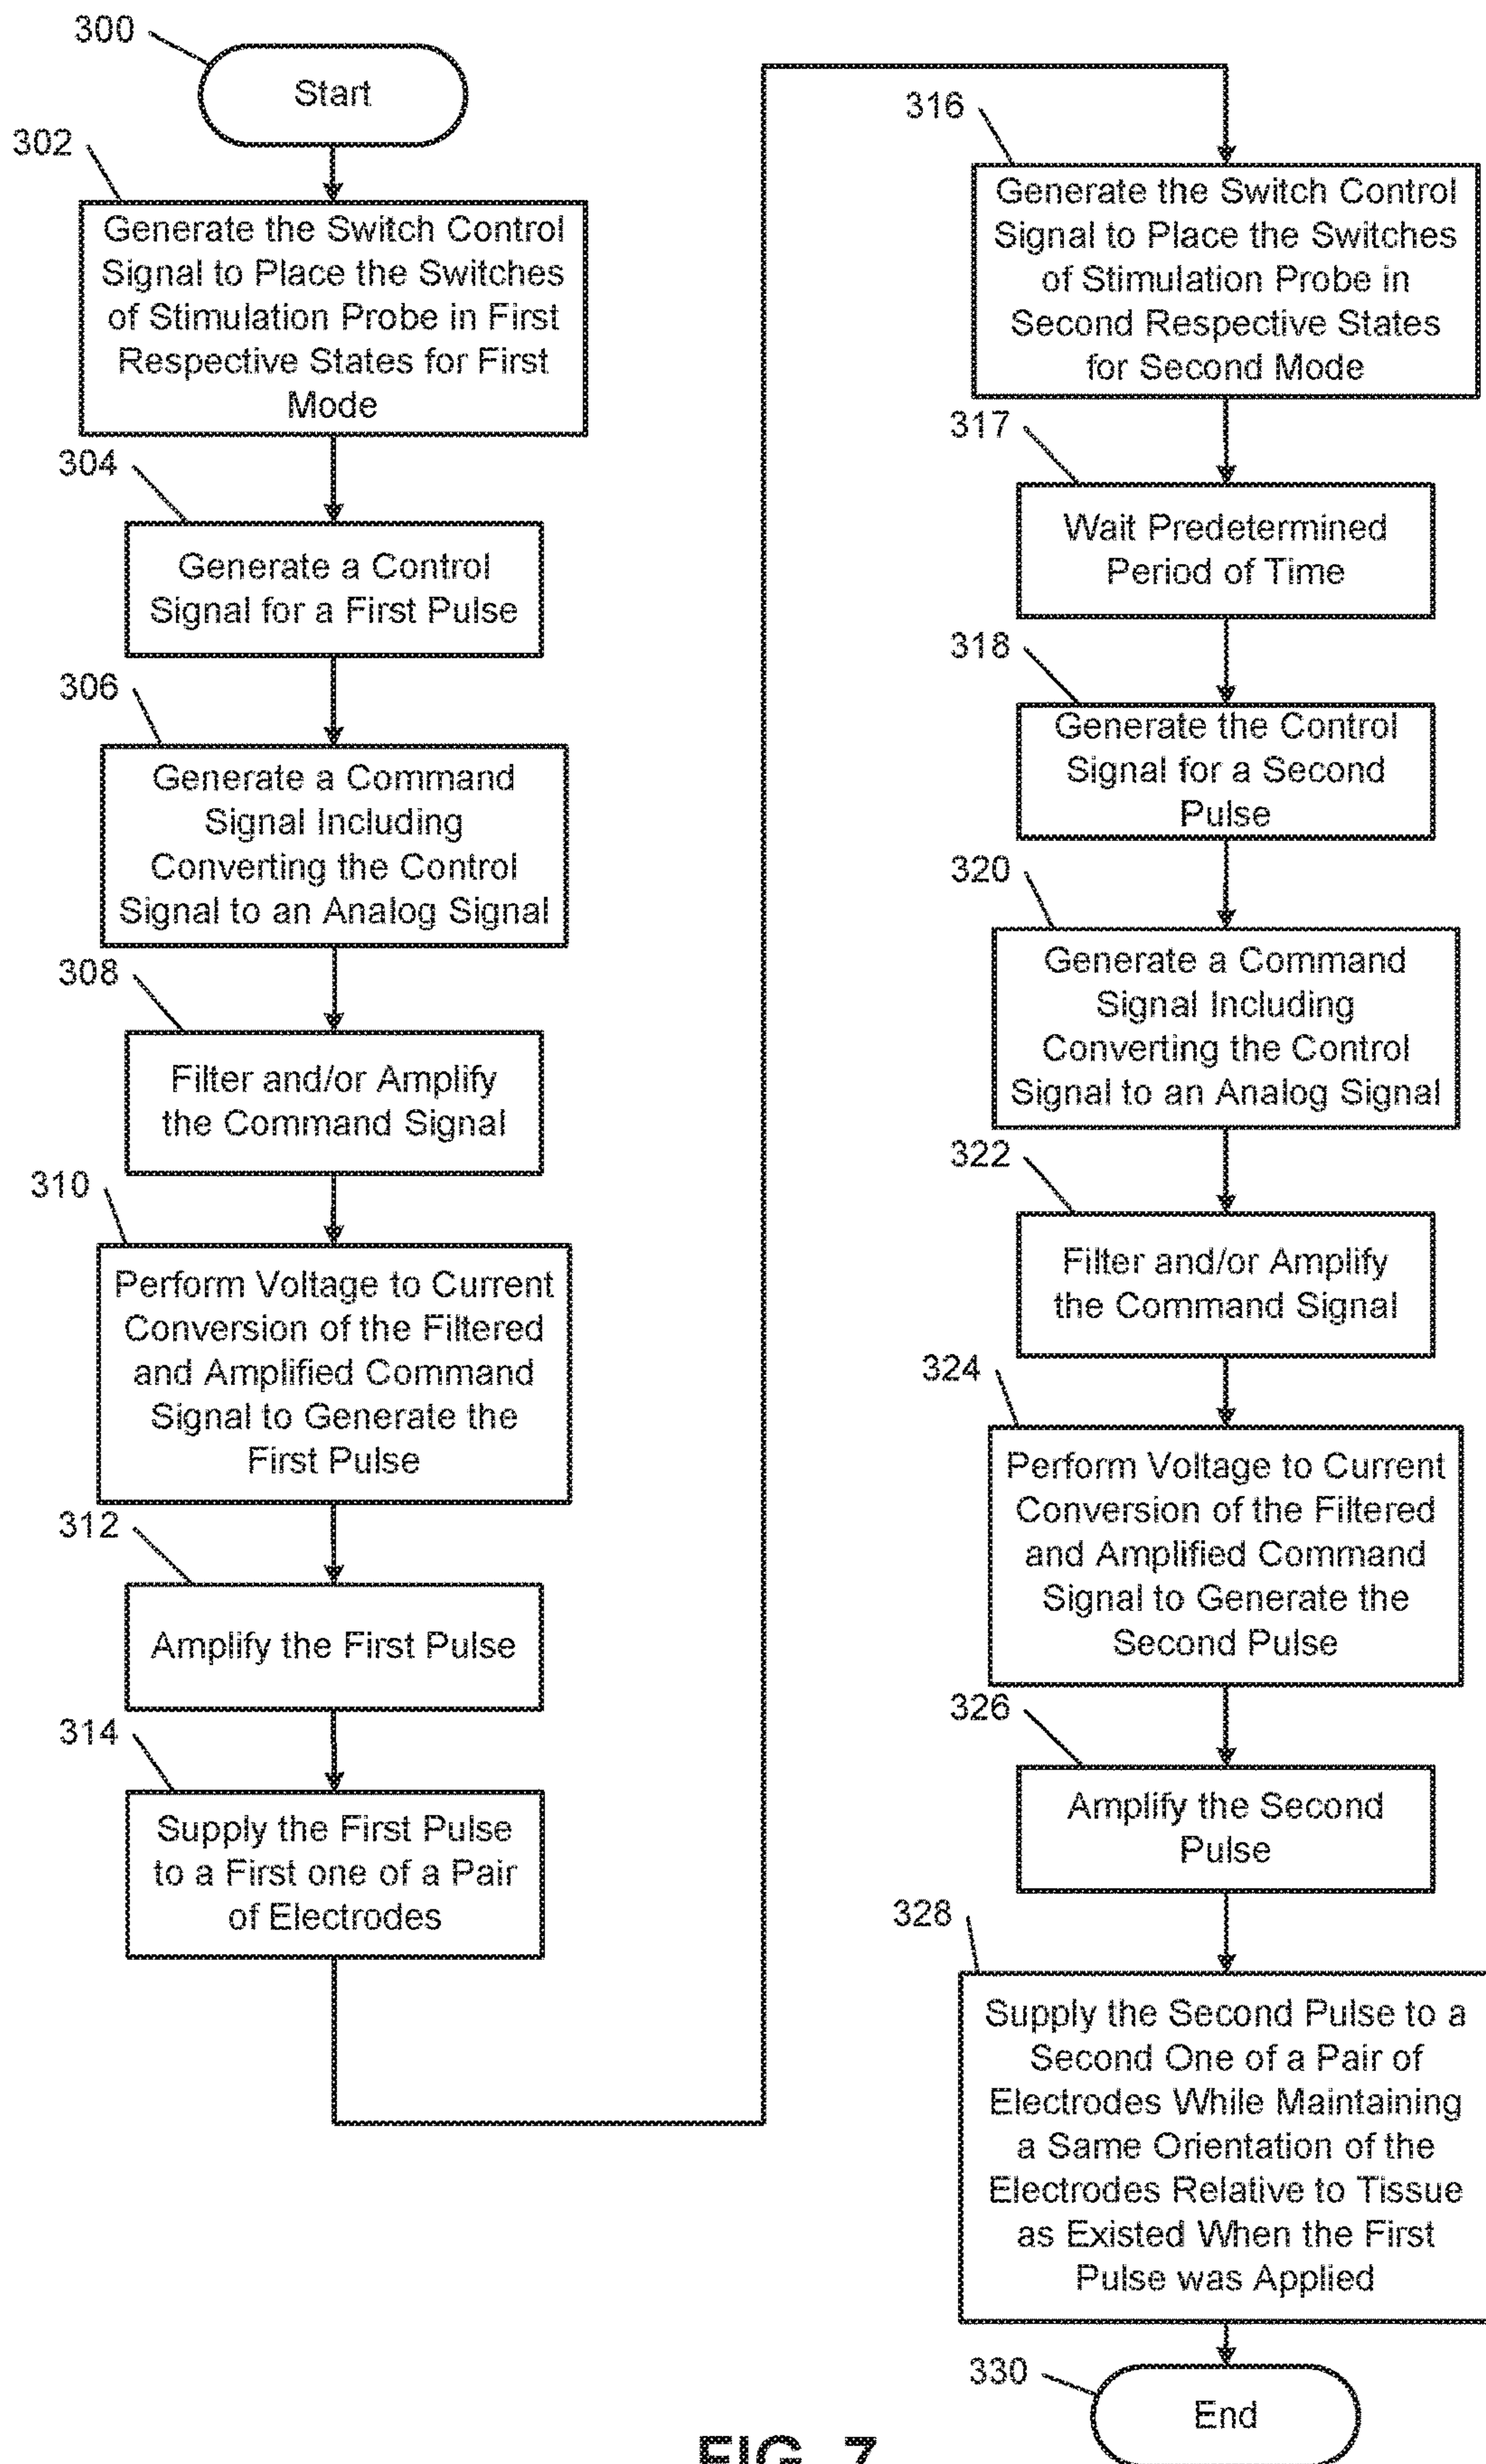 300
Start
302
Generate the Switch Control
Signal to Place the Switches
of Stimulation Probe in First
Respective States for First
Mode
304
Generate a Control
Signal for a First Pulse
306
Generate a Command
Signal Including
Converting the Control
Signal to an Analog Signal
308
Filter and/or Amplify
the Command Signal
310
Perform Voltage to Current
Conversion of the Filtered
and Amplified Command
Signal to Generate the
First Pulse
312
Amplify the First Pulse
314
Supply the First Pulse
to a First one of a Pair
of Electrodes
316
Generate the Switch Control
Signal to Place the Switches
of Stimulation Probe in
Second Respective States
for Second Mode
317
Wait Predetermined
Period of Time
318
Generate the Control
Signal for a Second
Pulse
320
Generate a Command
Signal Including
Converting the Control
Signal to an Analog Signal
322
Filter and/or Amplify
the Command Signal
324
Perform Voltage to Current
Conversion of the Filtered
and Amplified Command
Signal to Generate the
Second Pulse
326
Amplify the Second
Pulse
328
Supply the Second Pulse to a
Second One of a Pair of
Electrodes While Maintaining
a Same Orientation of the
Electrodes Relative to Tissue
as Existed When the First
Pulse was Applied
330
End
FIG. 7